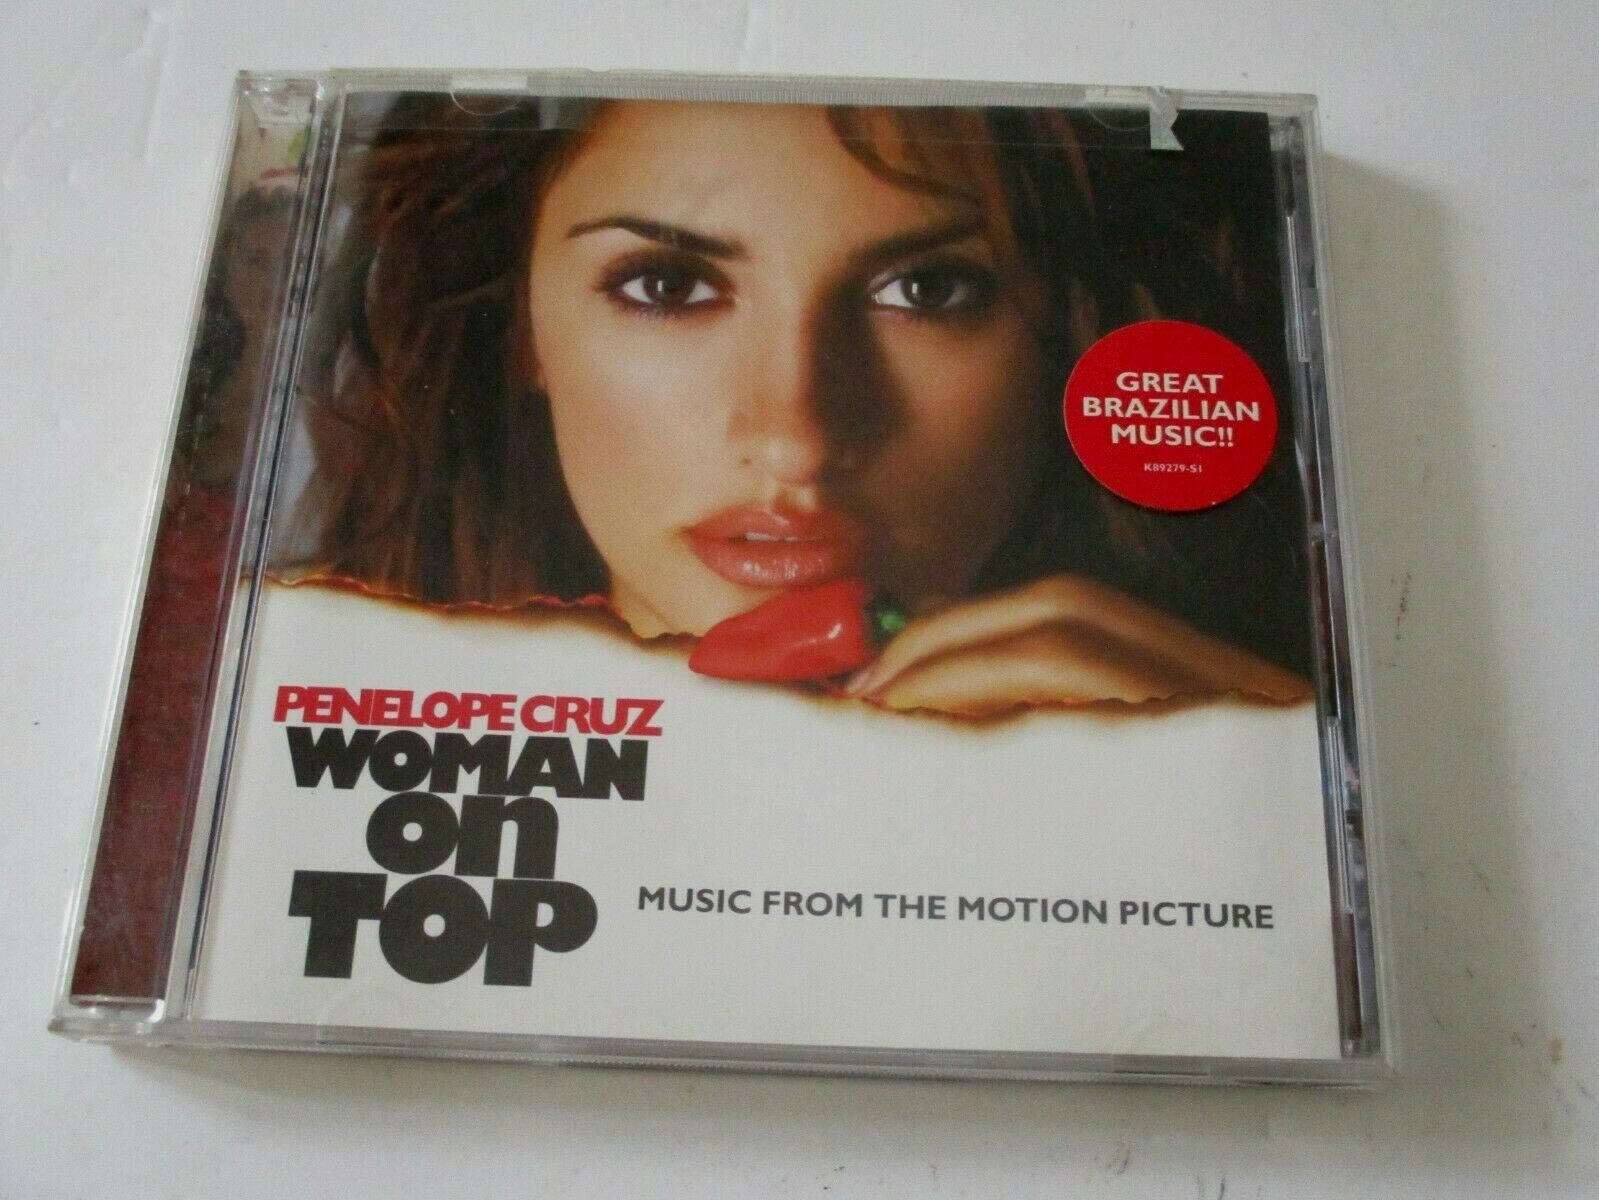 GREAT
BRAZILIAN
MUSIC!!
K89279-S1
PENELOPE CRUZ
WOMAN
on
TOP
MUSIC FROM THE MOTION PICTURE